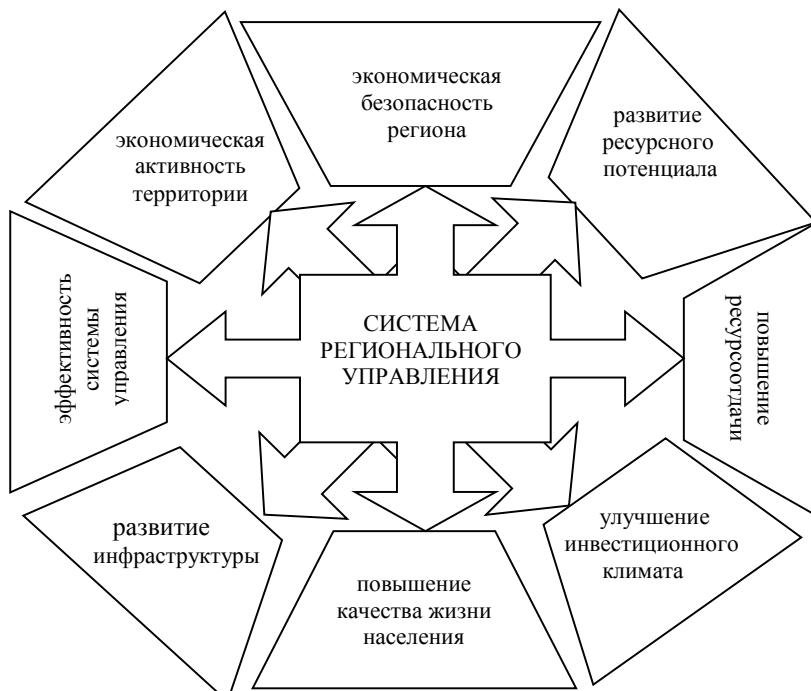 экономическая
безопасность
региона
развитие
ресурсного
потенциала
экономическая
активность
территории
эффективность
системы
управления
СИСТЕМА
РЕГИОНАЛЬНОГО
УПРАВЛЕНИЯ
повышение
ресурсоотдачи
развитие
инфраструктуры
повышение
качества жизни
населения
улучшение
инвестиционного
климата